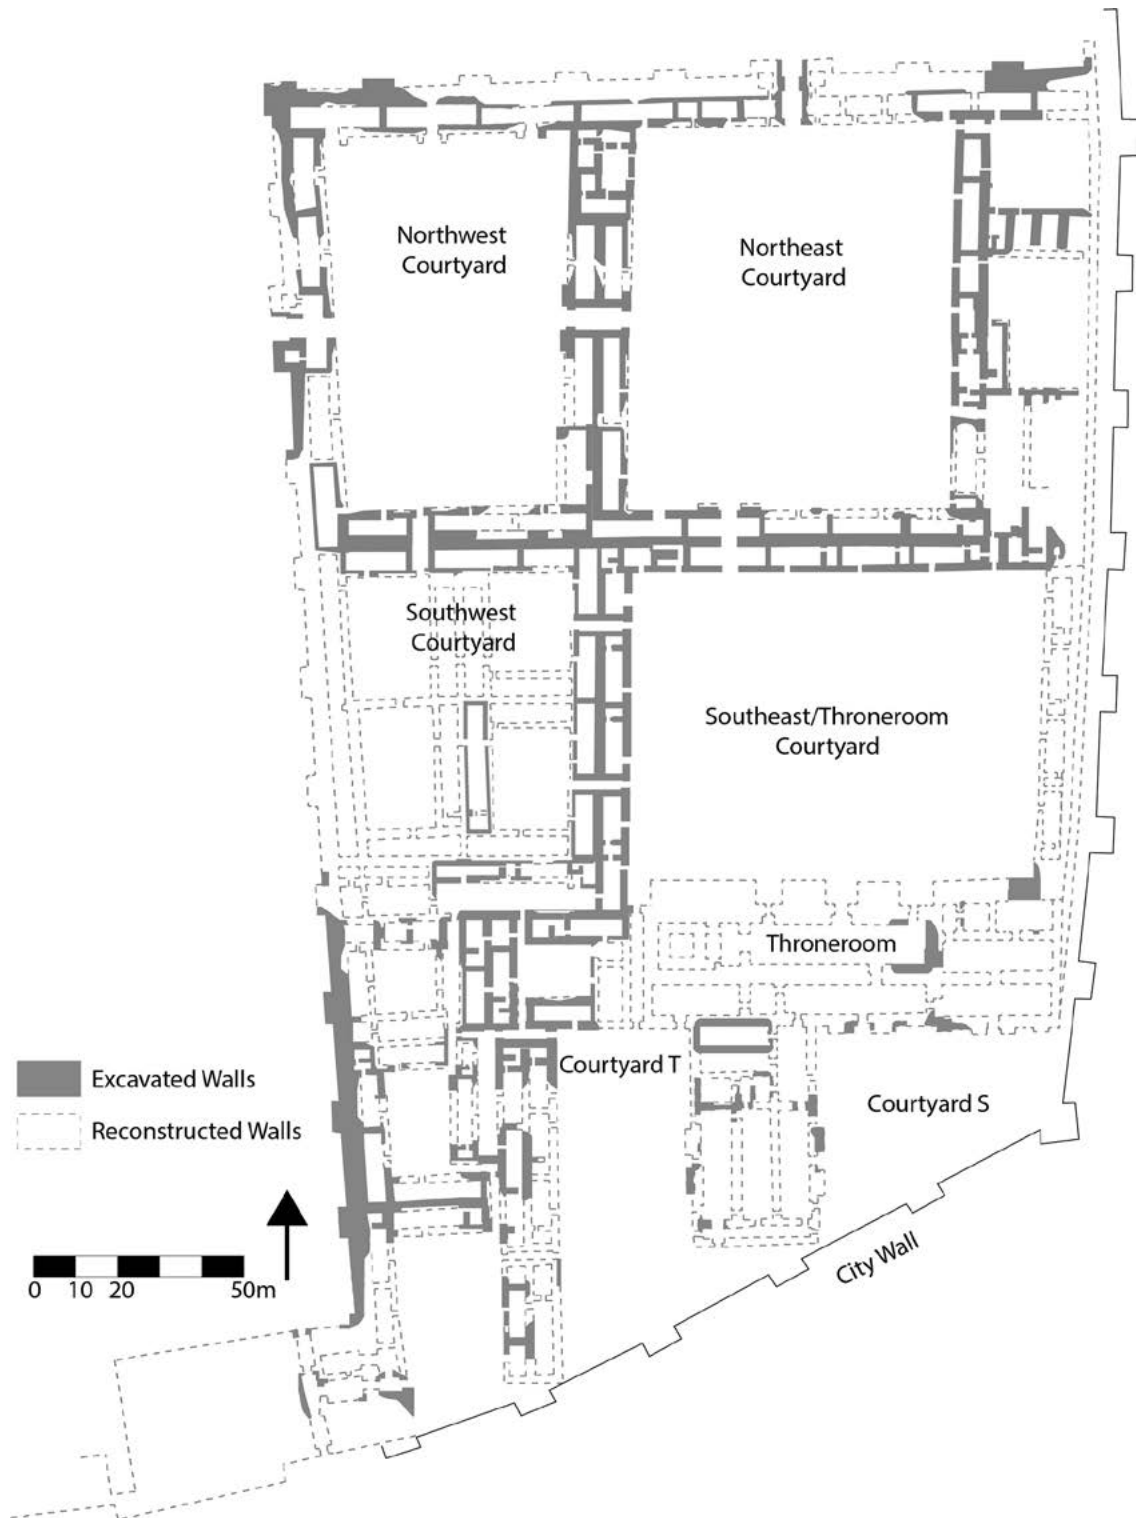 Northwest
Courtyard
Northeast
Courtyard
Southwest
Courtyard
Southeast/Throneroom
Courtyard
Throneroom
Courtyard T
Courtyard S
Excavated Walls
Reconstructed Walls
City Wall
0 10 20 50m